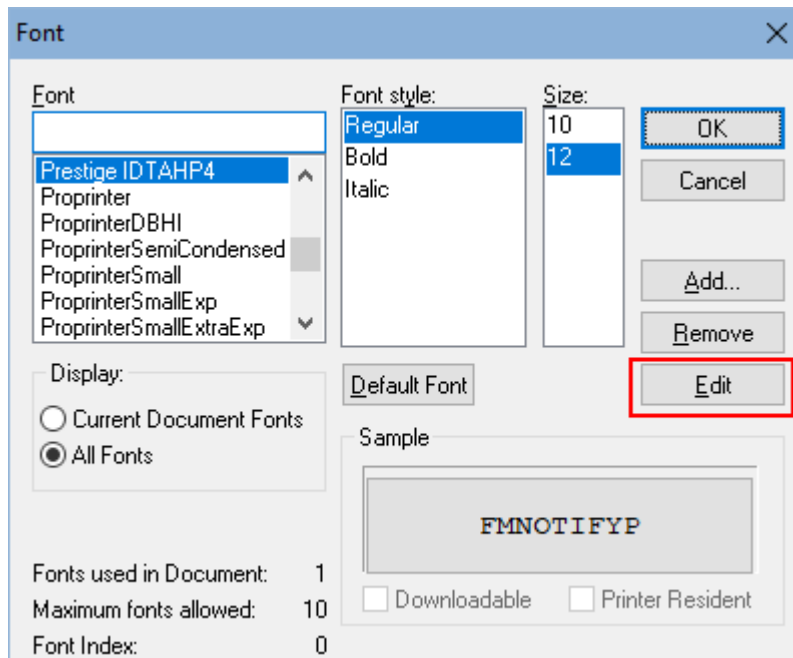 Font
Font
Font style:
Size:
Prestige IDTAHP4
Proprinter
ProprinterDBHI
ProprinterSemiCondensed
ProprinterSmall
ProprinterSmallExp
ProprinterSmallExtraExp
Regular
Bold
Italic
10
12
OK
Cancel
Add...
Remove
Edit
Display:
Current Document Fonts
All Fonts
Default Font
Sample
FMNOTIFYP
Downloadable
Printer Resident
Fonts used in Document: 1
Maximum fonts allowed: 10
Font Index: 0